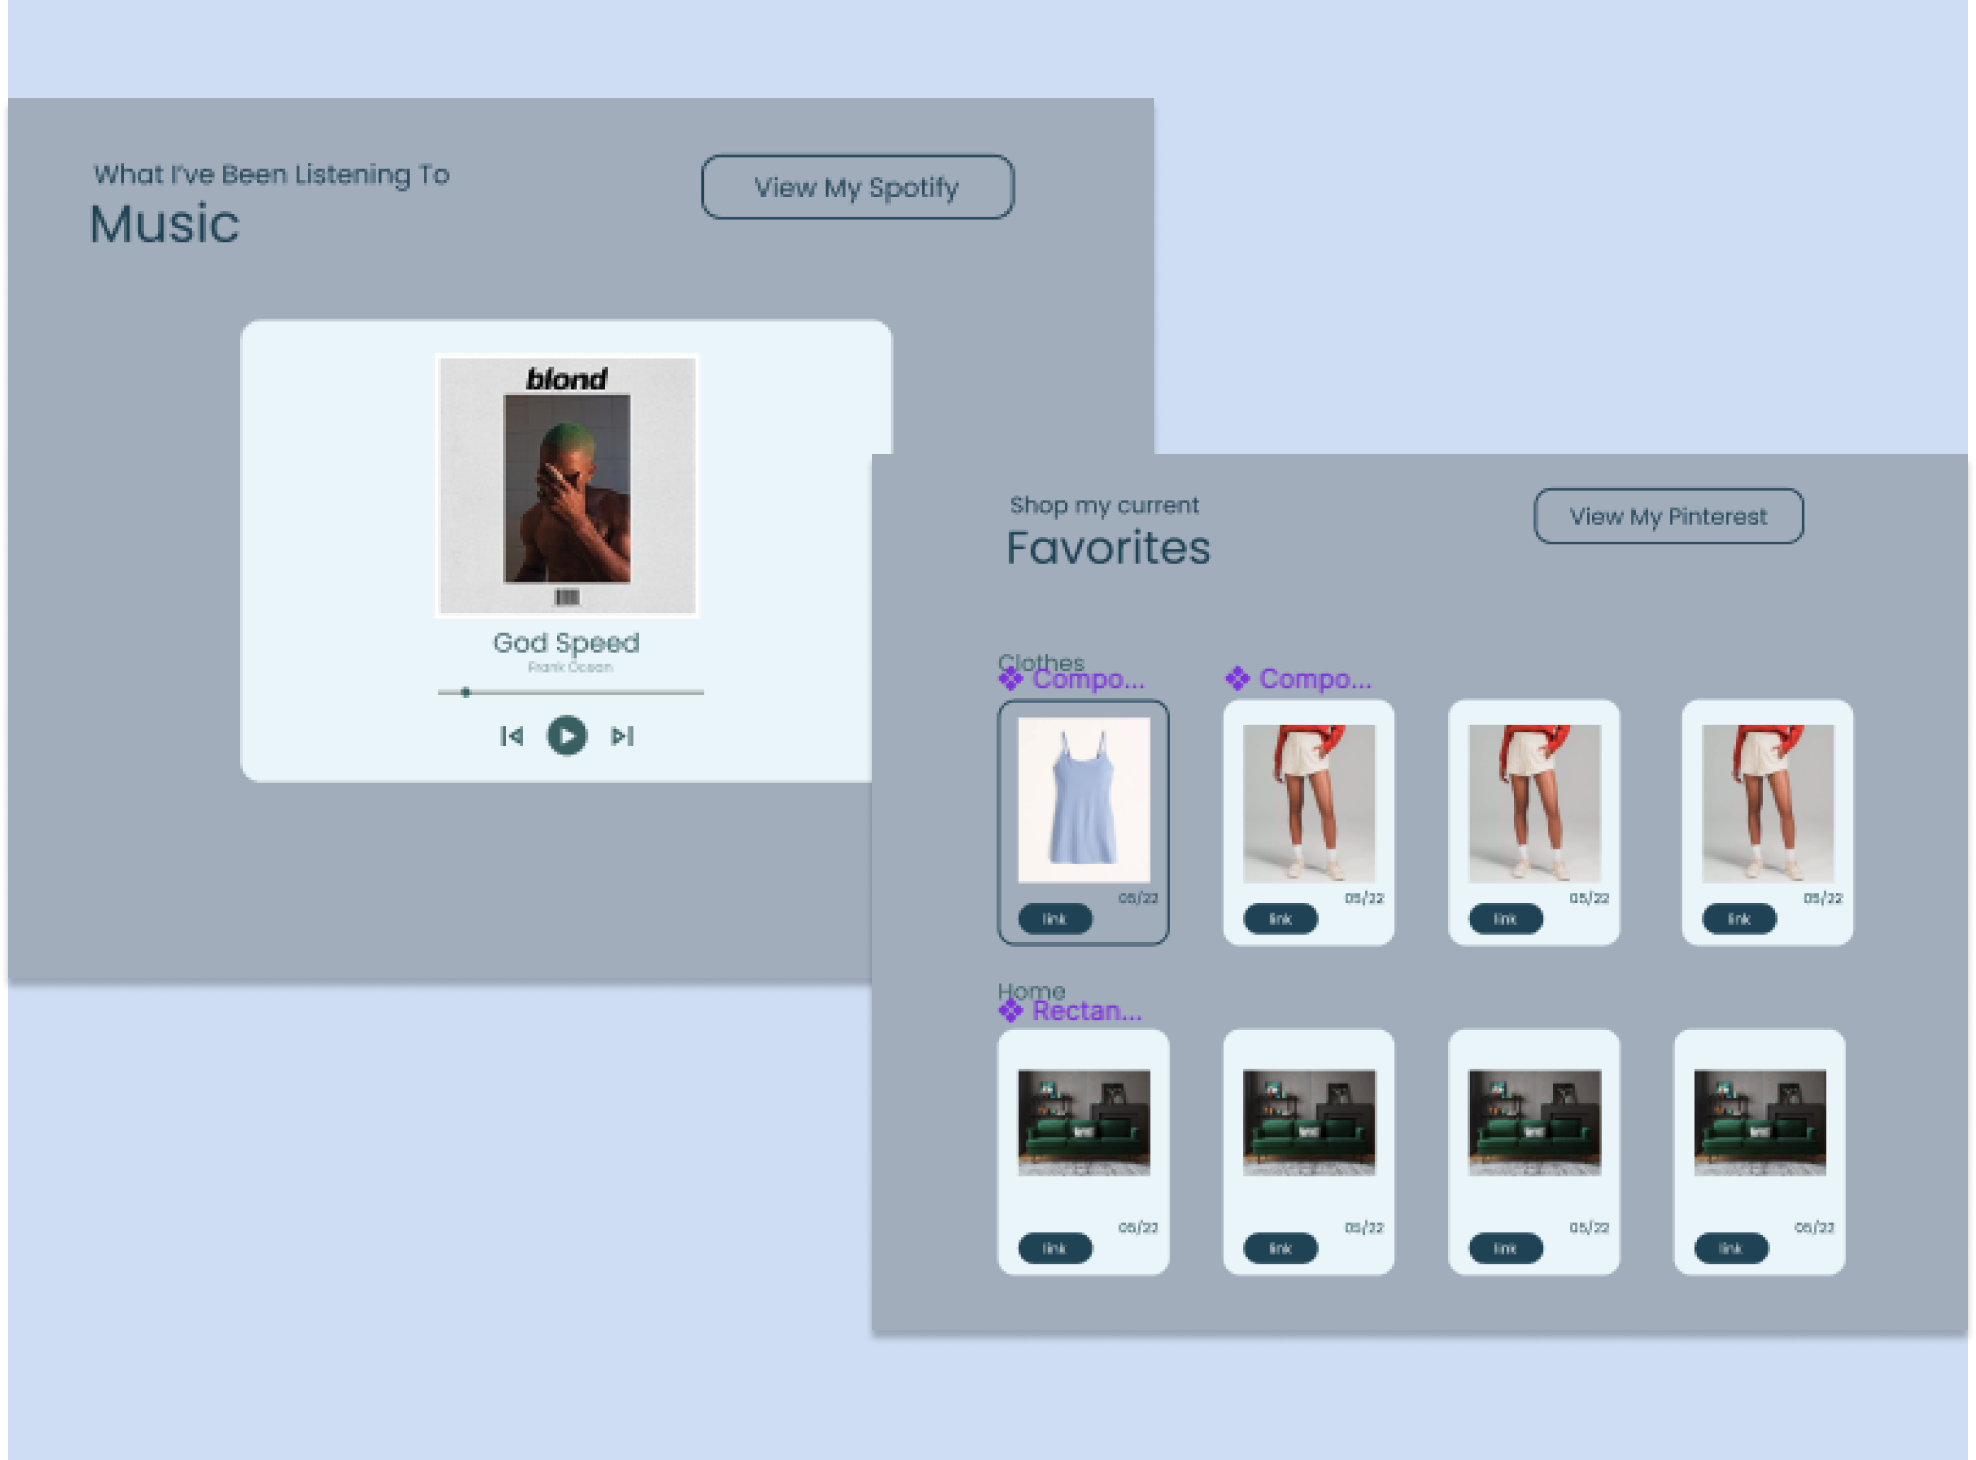 What I've Been Listening To
Music
View My Spotify
blond
God Speed
Frank Ocean
Shop my current
Favorites
View My Pinterest
Clothes
Compo...
Compo...
05/22
link
05/22
link
05/22
link
05/22
link
Home
Rectan...
05/22
link
05/22
link
05/22
link
05/22
link